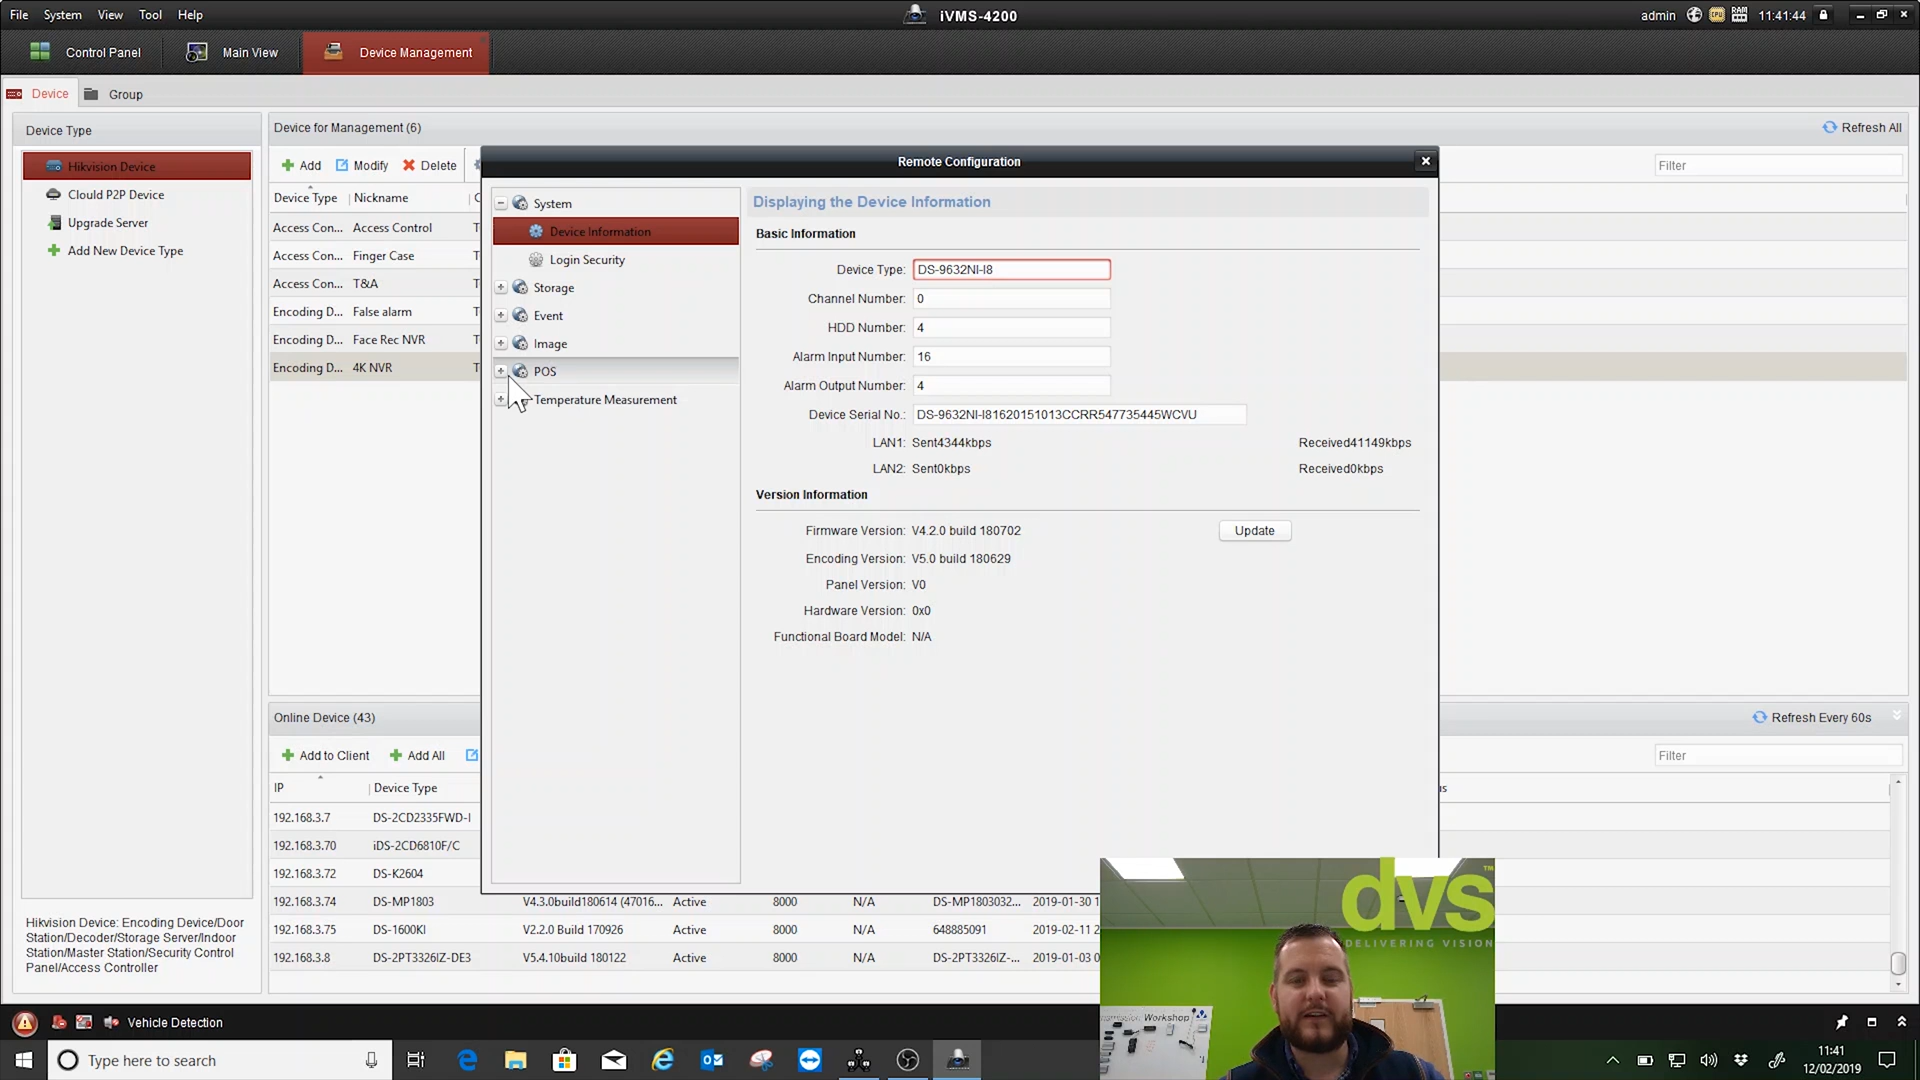 File System View Tool Help
iVMS-4200
admin 11:41:44
Control Panel Main View Device Management
Device Group
Device Type
Hikvision Device
Clould P2P Device
Upgrade Server
Add New Device Type
Hikvision Device: Encoding Device/Door
Station/Decoder/Storage Server/Indoor
Station/Master Station/Security Control
Panel/Access Controller
Device for Management (6) Refresh All
Add Modify Delete Filter
Device Type Nickname
Access Con... Access Control
Access Con... Finger Case
Access Con... T&A
Encoding D... False alarm
Encoding D... Face Rec NVR
Encoding D... 4K NVR
Remote Configuration
System
Device Information
Login Security
Storage
Event
Image
POS
Temperature Measurement
Displaying the Device Information
Basic Information
Device Type: DS-9632NI-I8
Channel Number: 0
HDD Number: 4
Alarm Input Number: 16
Alarm Output Number: 4
Device Serial No.: DS-9632NI-I81620151013CCRR547735445WCVU
LAN1: Sent4344kbps Received41149kbps
LAN2: Sent0kbps Received0kbps
Version Information
Firmware Version: V4.2.0 build 180702 Update
Encoding Version: V5.0 build 180629
Panel Version: V0
Hardware Version: 0x0
Functional Board Model: N/A
Online Device (43) Refresh Every 60s
Add to Client Add All Filter
IP Device Type
192.168.3.7 DS-2CD2335FWD-I
192.168.3.70 iDS-2CD6810F/C
192.168.3.72 DS-K2604
192.168.3.74 DS-MP1803 V4.3.0build180614 (47016... Active 8000 N/A DS-MP1803032... 2019-01-30 1
192.168.3.75 DS-1600KI V2.2.0 Build 170926 Active 8000 N/A 648885091 2019-02-11 2
192.168.3.8 DS-2PT3326IZ-DE3 V5.4.10build 180122 Active 8000 N/A DS-2PT3326IZ-... 2019-01-03 0
dvs™
DELIVERING VISION
Workshop
Vehicle Detection
Type here to search
11:41
12/02/2019